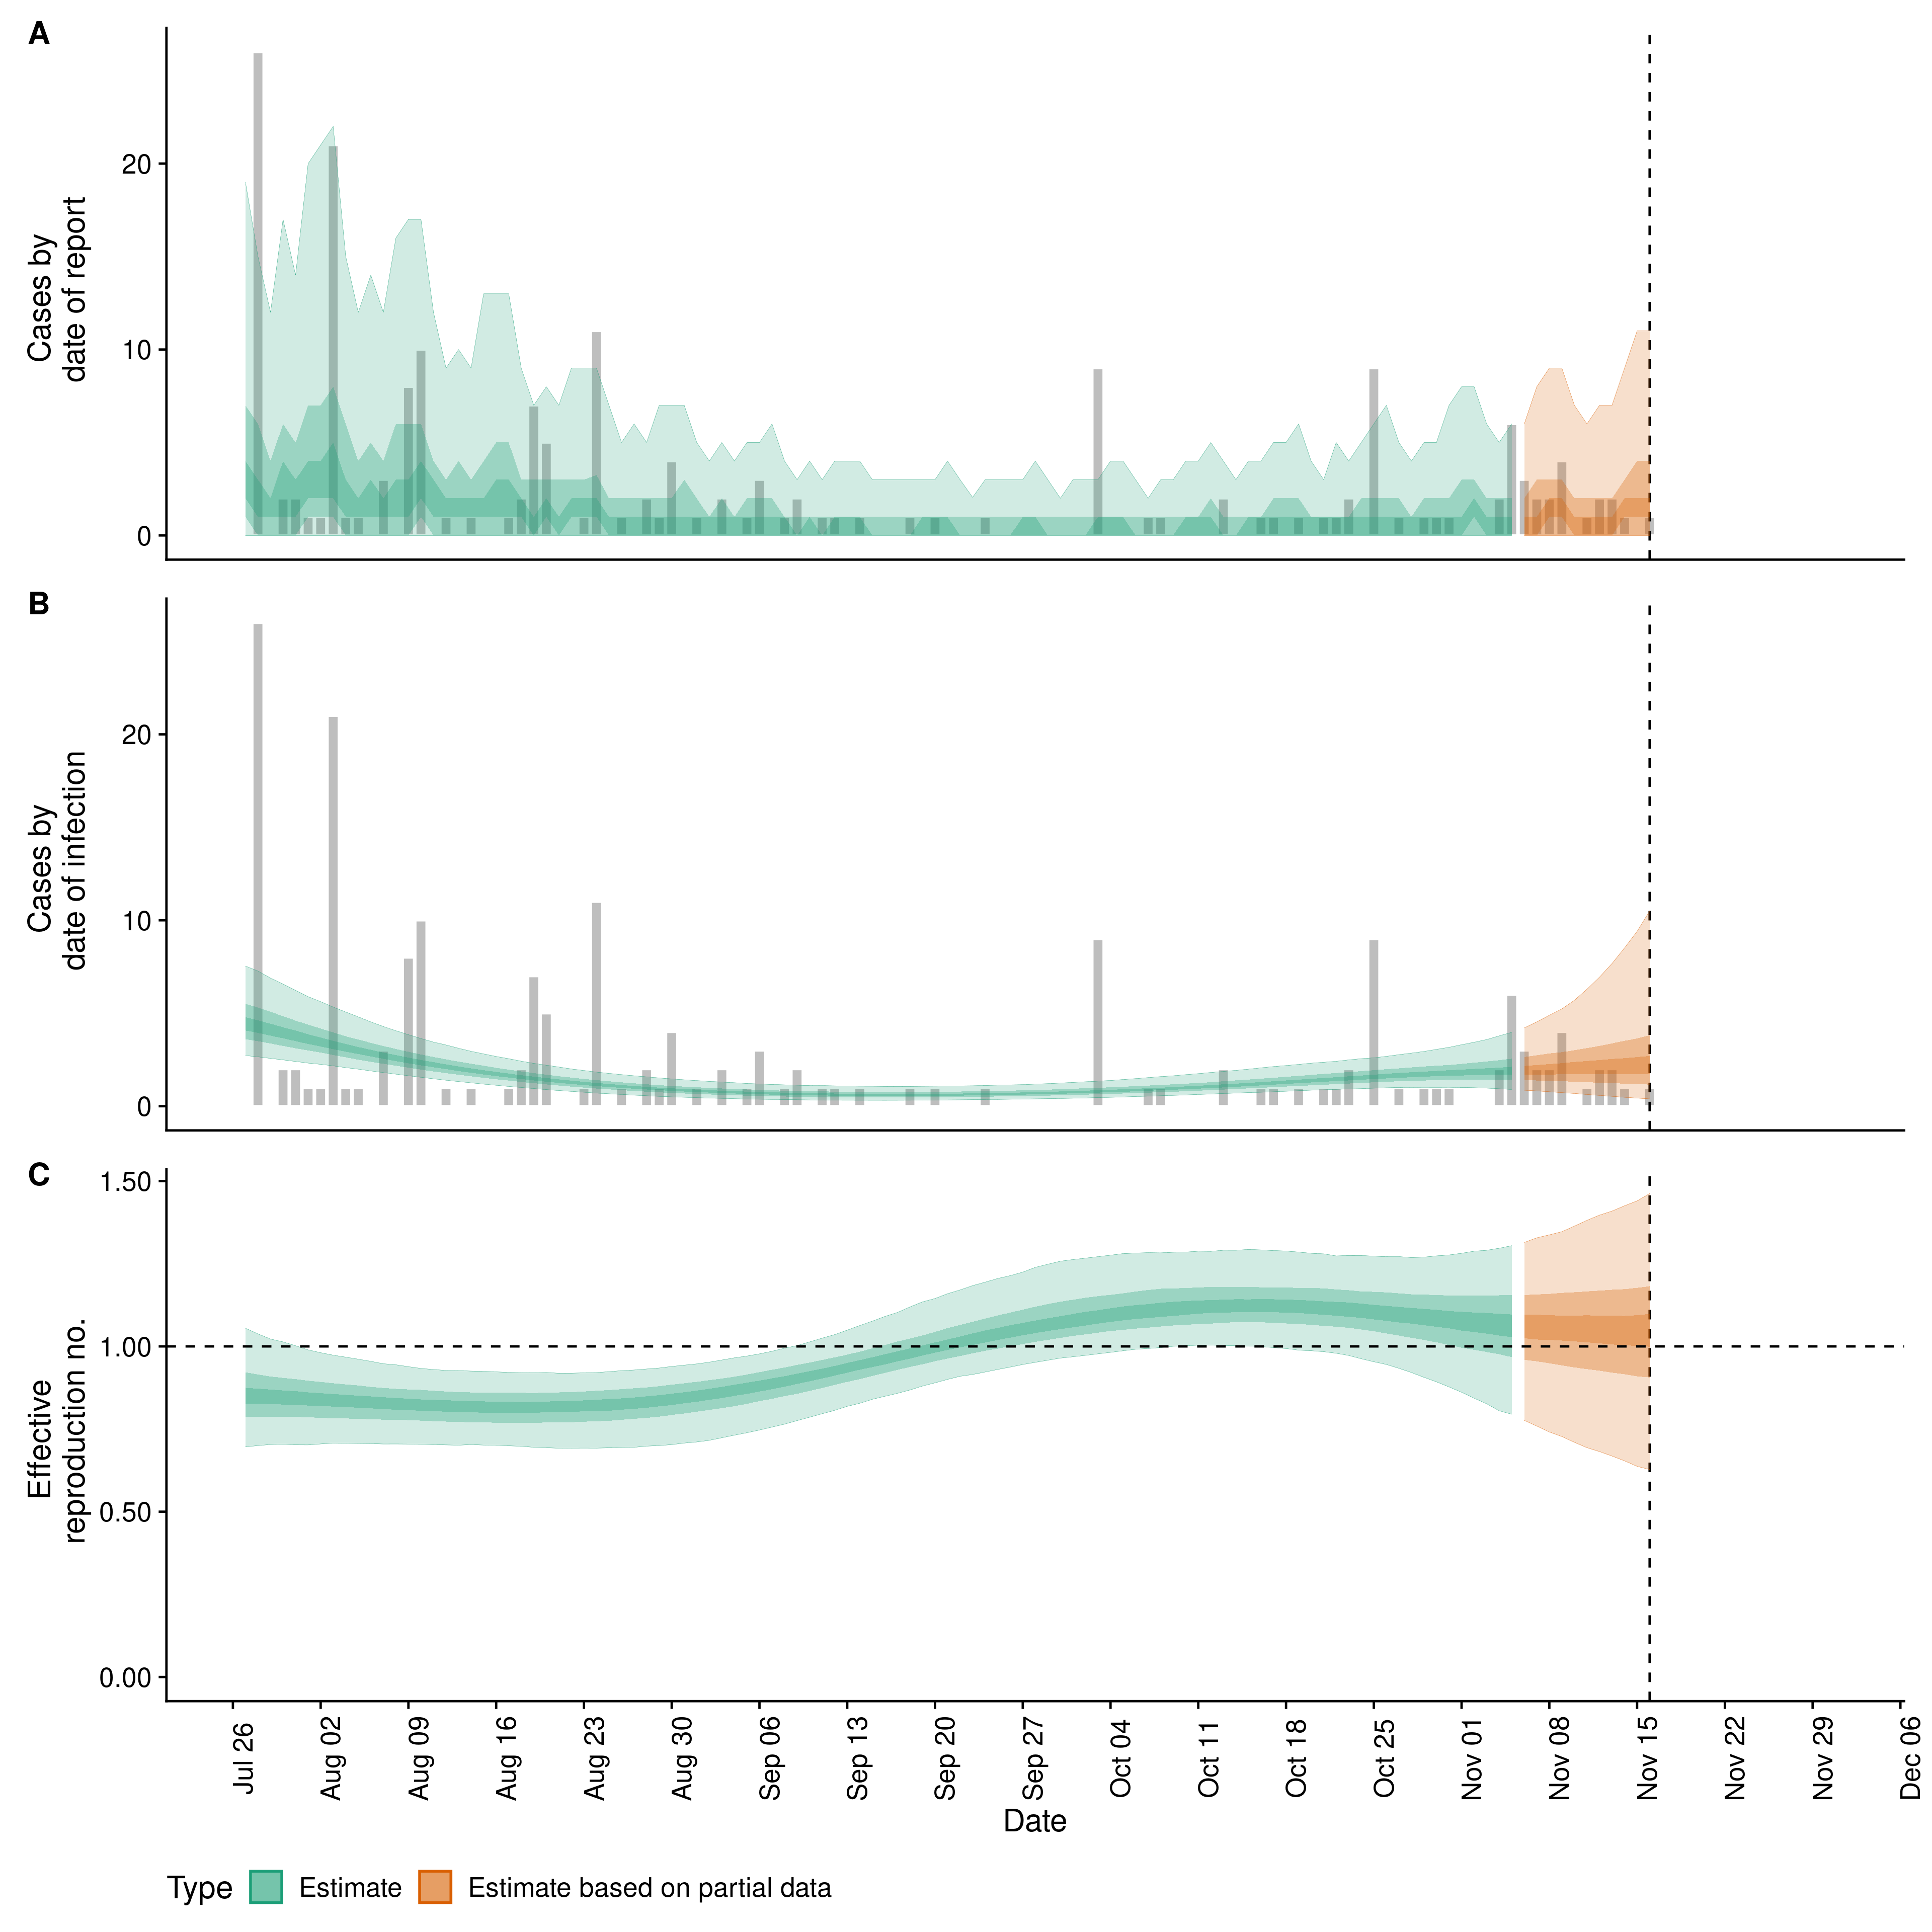 A
Cases by
date of report
20
10
0
B
Cases by
date of infection
20
10
0
C
Effective
reproduction no.
1.50
1.00
0.50
0.00
Jul 26
Aug 02
Aug 09
Aug 16
Aug 23
Aug 30
Sep 06
Sep 13
Sep 20
Sep 27
Oct 04
Oct 11
Oct 18
Oct 25
Nov 01
Nov 08
Nov 15
Nov 22
Nov 29
Dec 06
Date
Type Estimate Estimate based on partial data